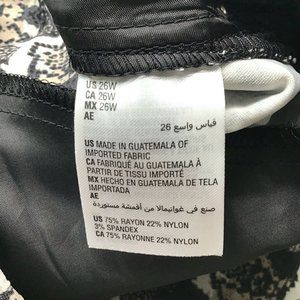 US 26W
CA 26W
MX 26W
AE
قياس واسع 26
US MADE IN GUATEMALA OF
IMPORTED FABRIC
CA FABRIQUÉ AU GUATEMALA À
PARTIR DE TISSU IMPORTÉ
MX HECHO EN GUATEMALA DE TELA
IMPORTADA
AE
صنع في غواتيمالا من أقمشة مستوردة
US 75% RAYON 22% NYLON
3% SPANDEX
CA 75% RAYONNE 22% NYLON